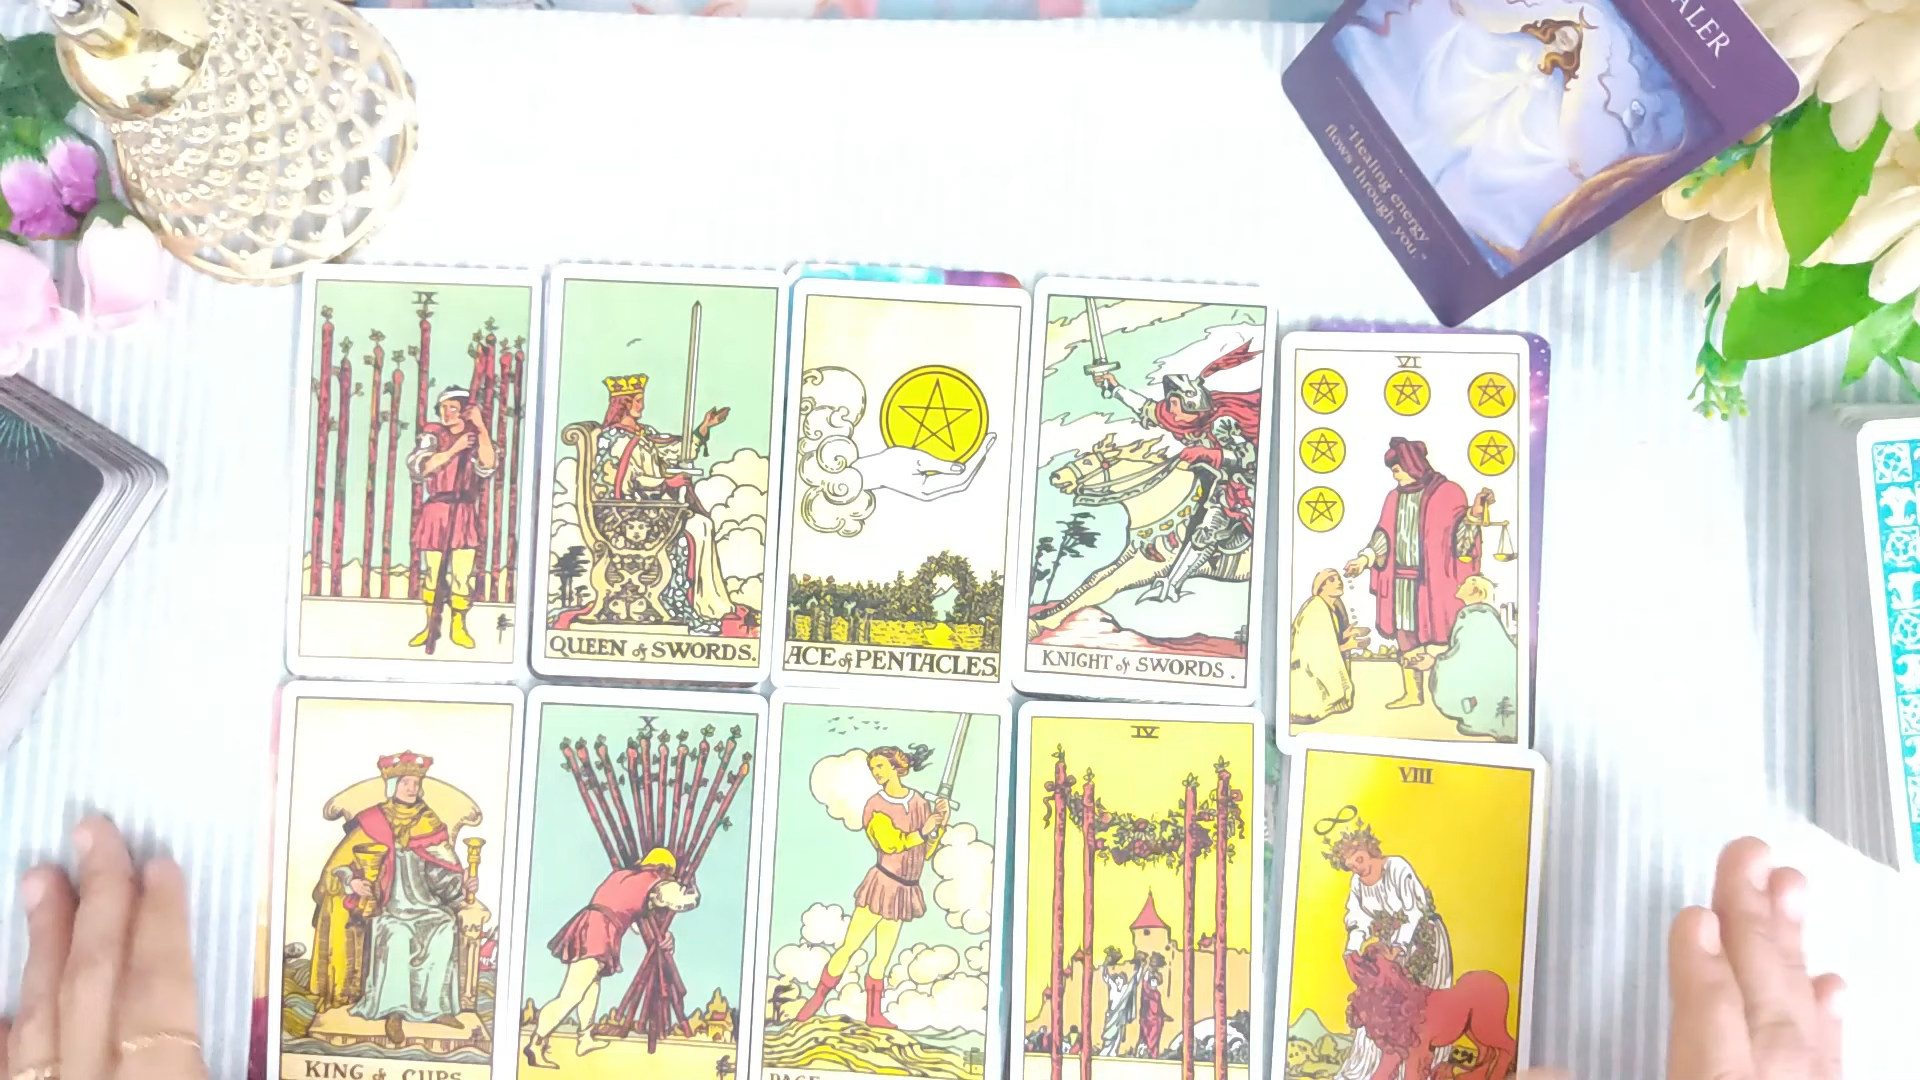 ALER
"Healing energy
flows through you."
IX
QUEEN of SWORDS.
ACE of PENTACLES
KNIGHT of SWORDS.
VI
KING of CUPS
X
PAGE
IV
VIII